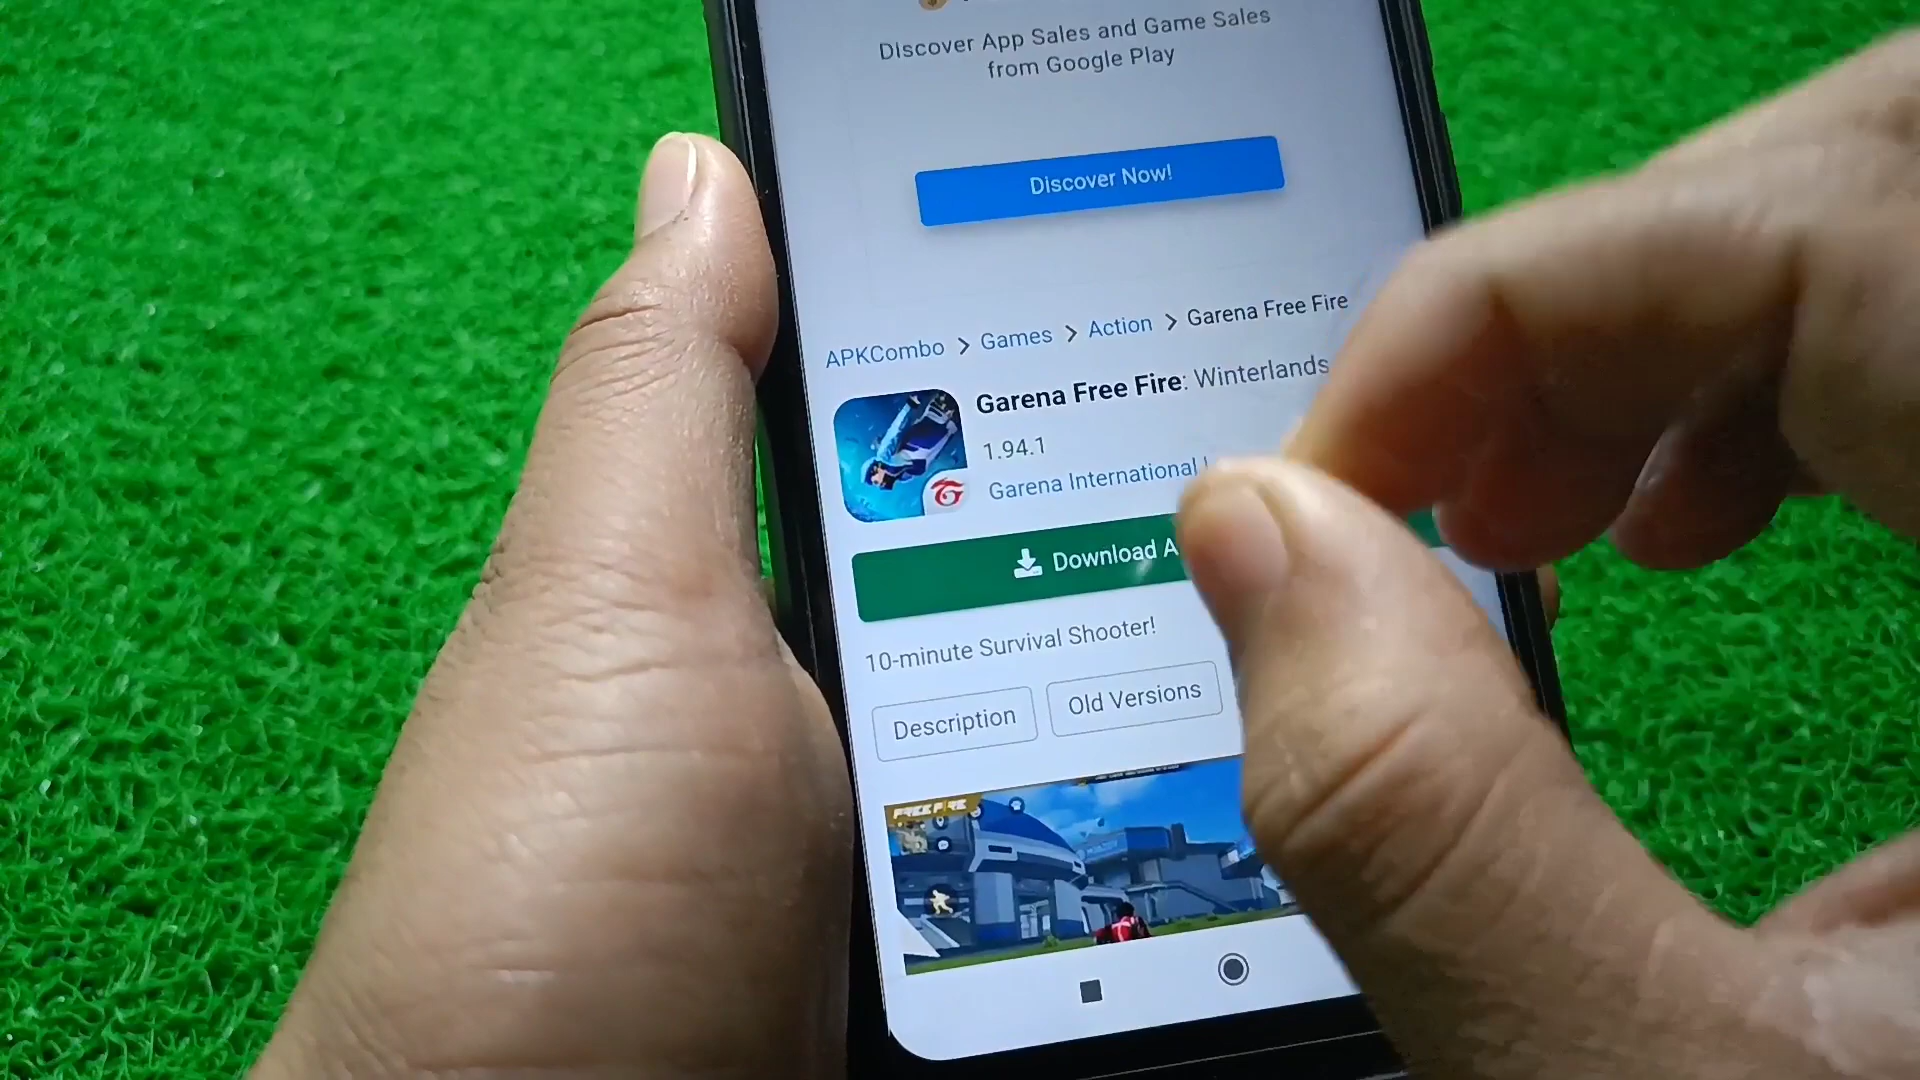 Discover App Sales and Game Sales
from Google Play
Discover Now!
APKCombo > Games > Action > Garena Free Fire
Garena Free Fire: Winterlands
1.94.1
Garena International
Download A
10-minute Survival Shooter!
Description
Old Versions
FREE FIRE